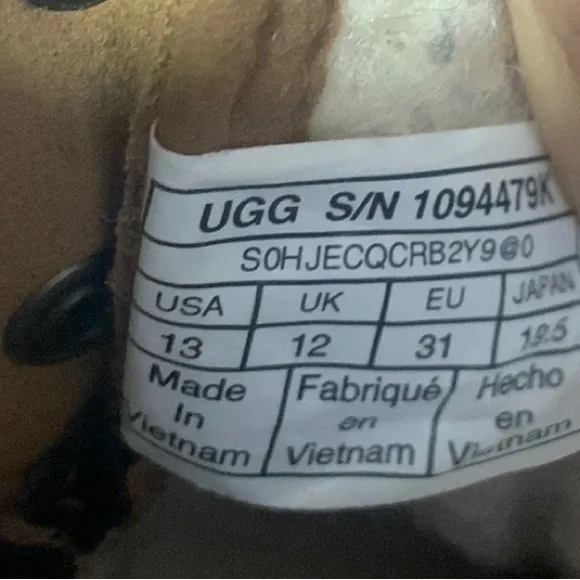 UGG S/N 1094479K
S0HJECQCRB2Y9@0
USA UK EU JAPAN
13 12 31 19.5
Made Fabriqué Hecho
In en en
Vietnam Vietnam Vietnam